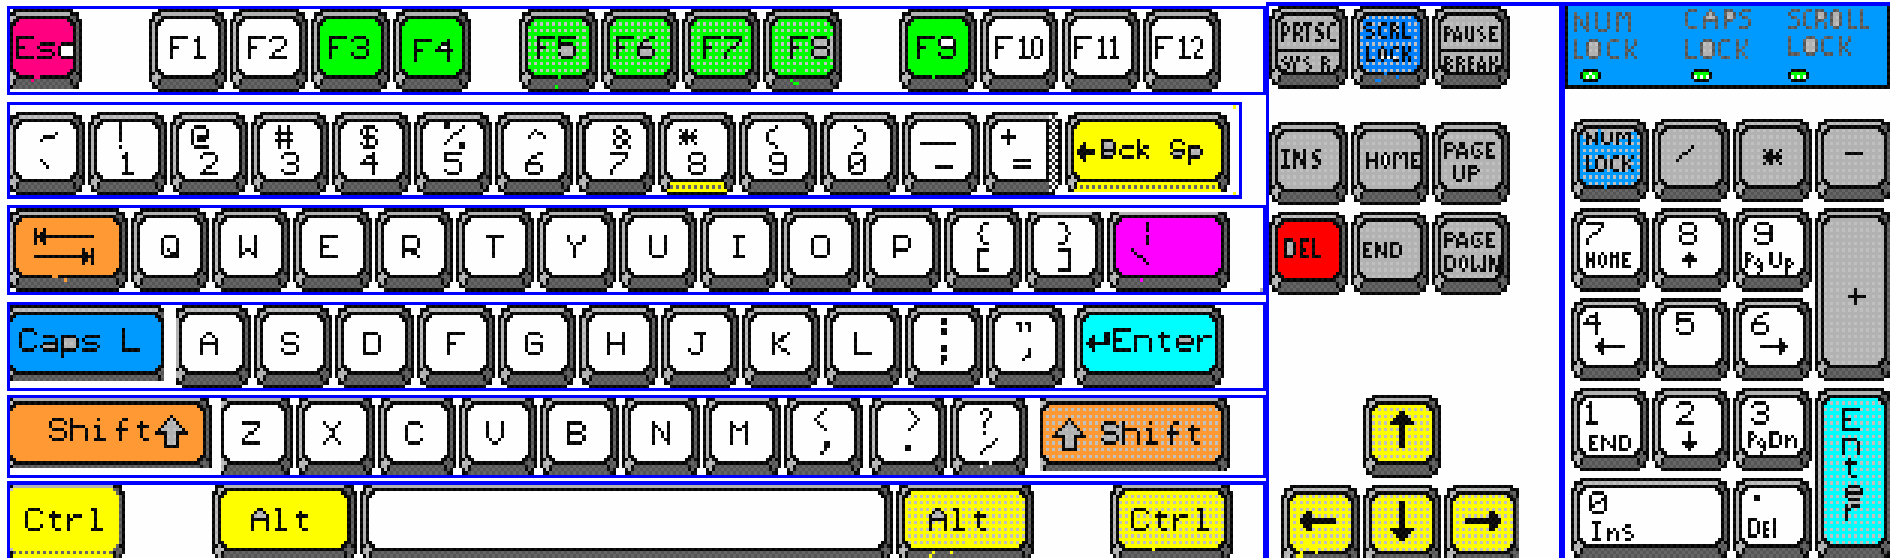 Esc F1 F2 F3 F4 F5 F6 F7 F8 F9 F10 F11 F12
PRTSC
SYS R
SCRL
LOCK
PAUSE
BREAK
NUM
LOCK
CAPS
LOCK
SCROLL
LOCK
~ ! @ # $ % ^ & * ( ) — +
` 1 2 3 4 5 6 7 8 9 0 - =
←Bck Sp
INS
HOME
PAGE
UP
NUM
LOCK
/ * -
Q W E R T Y U I O P { } ¦
[ ] \
DEL
END
PAGE
DOWN
7
HOME
8
↑
9
Pg Up
+
Caps L A S D F G H J K L : "
; ,
↵Enter
4
←
5
6
→
Shift⇧ Z X C V B N M < > ?
, . /
⇧ Shift
↑
1
END
2
↓
3
PgDn
Enter
Ctrl Alt Alt Ctrl
← ↓ →
0
Ins
.
DEl